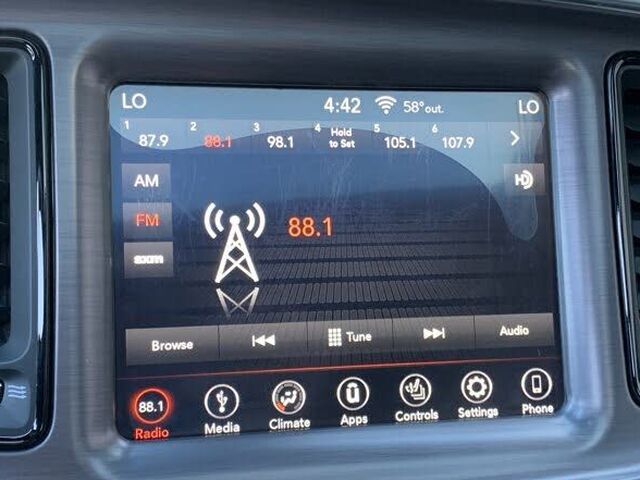 LO 4:42 58° out. LO
1 87.9 2 88.1 3 98.1 4 Hold to Set 5 105.1 6 107.9
AM
HD
FM
88.1
sxm
Browse Tune Audio
88.1
Radio Media Climate Apps Controls Settings Phone